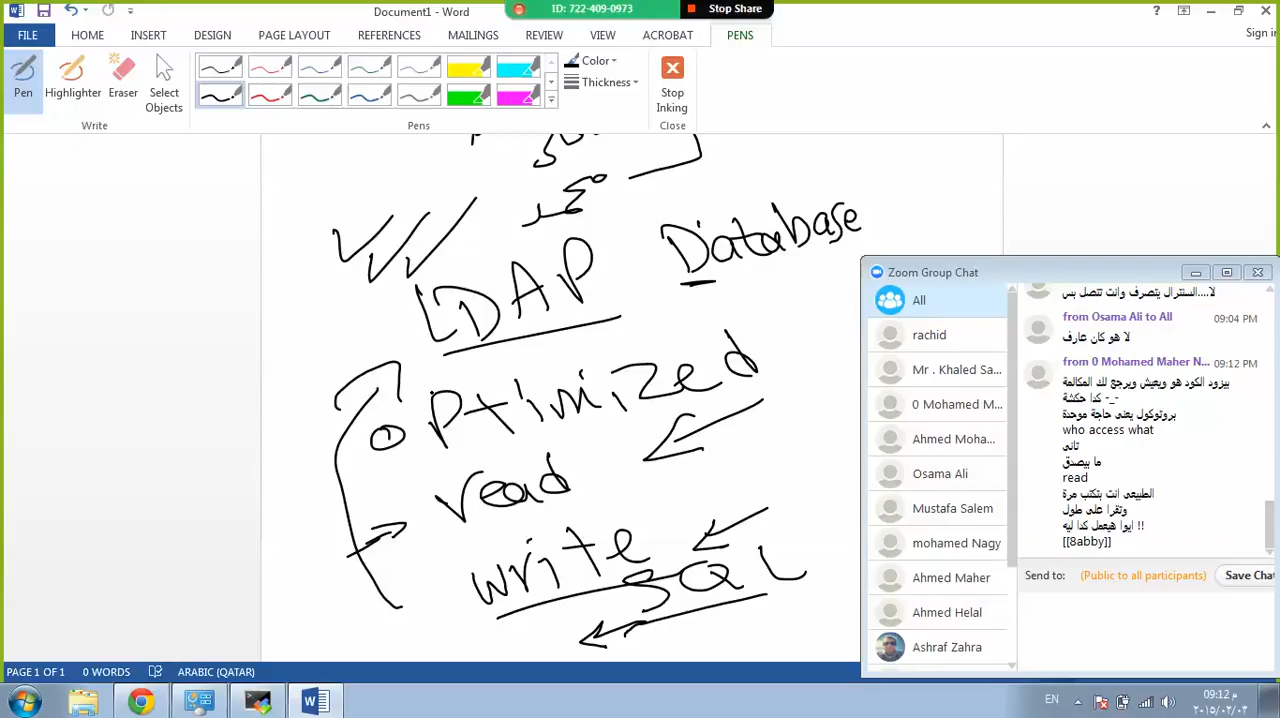 Document1 - Word
ID: 722-409-0973
Stop Share
?
Sign in
FILE
HOME
INSERT
DESIGN
PAGE LAYOUT
REFERENCES
MAILINGS
REVIEW
VIEW
ACROBAT
PENS
Pen
Highlighter
Eraser
Select Objects
Color
Thickness
Stop Inking
Write
Pens
Close
عمر
LDAP
Database
optimized
read
write
SQL
Zoom Group Chat
All
rachid
Mr . Khaled Sa...
0 Mohamed M...
Ahmed Moha...
Osama Ali
Mustafa Salem
mohamed Nagy
Ahmed Maher
Ahmed Helal
Ashraf Zahra
لا....السنترال يتصرف وانت تتصل بس
from Osama Ali to All 09:04 PM
لا هو كان عارف
from 0 Mohamed Maher N... 09:12 PM
بيزود الكود هو ويعيش ويرجع لك المكالمة
كدا حكشة -_-
بروتوكول يعنى حاجة موحدة
who access what
تانى
ما بيصدق
read
الطبيعى انت بتكتب مرة
وتقرا على طول
ايوا هيعمل كدا ليه !!
[[8abby]]
Send to: (Public to all participants) Save Chat
PAGE 1 OF 1
0 WORDS
ARABIC (QATAR)
EN
09:12 م
٢٠١٥/٠٢/٠٣